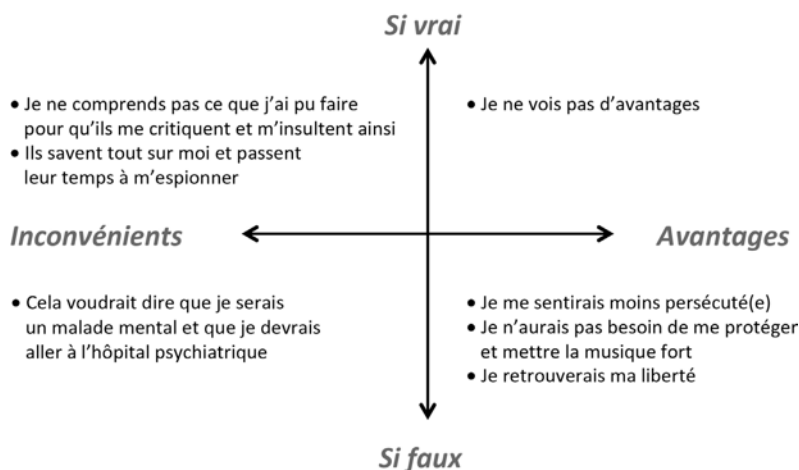 Si vrai
• Je ne comprends pas ce que j’ai pu faire
pour qu’ils me critiquent et m’insultent ainsi
• Ils savent tout sur moi et passent
leur temps à m’espionner
• Je ne vois pas d’avantages
Inconvénients
Avantages
• Cela voudrait dire que je serais
un malade mental et que je devrais
aller à l’hôpital psychiatrique
• Je me sentirais moins persécuté(e)
• Je n’aurais pas besoin de me protéger
et mettre la musique fort
• Je retrouverais ma liberté
Si faux